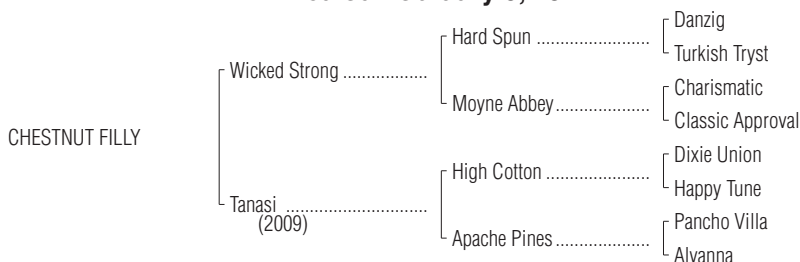 Danzig
Hard Spun ........................
Turkish Tryst
Wicked Strong ..................
Charismatic
Moyne Abbey....................
Classic Approval
CHESTNUT FILLY
Dixie Union
High Cotton ......................
Happy Tune
Tanasi ..............................
(2009)
Pancho Villa
Apache Pines....................